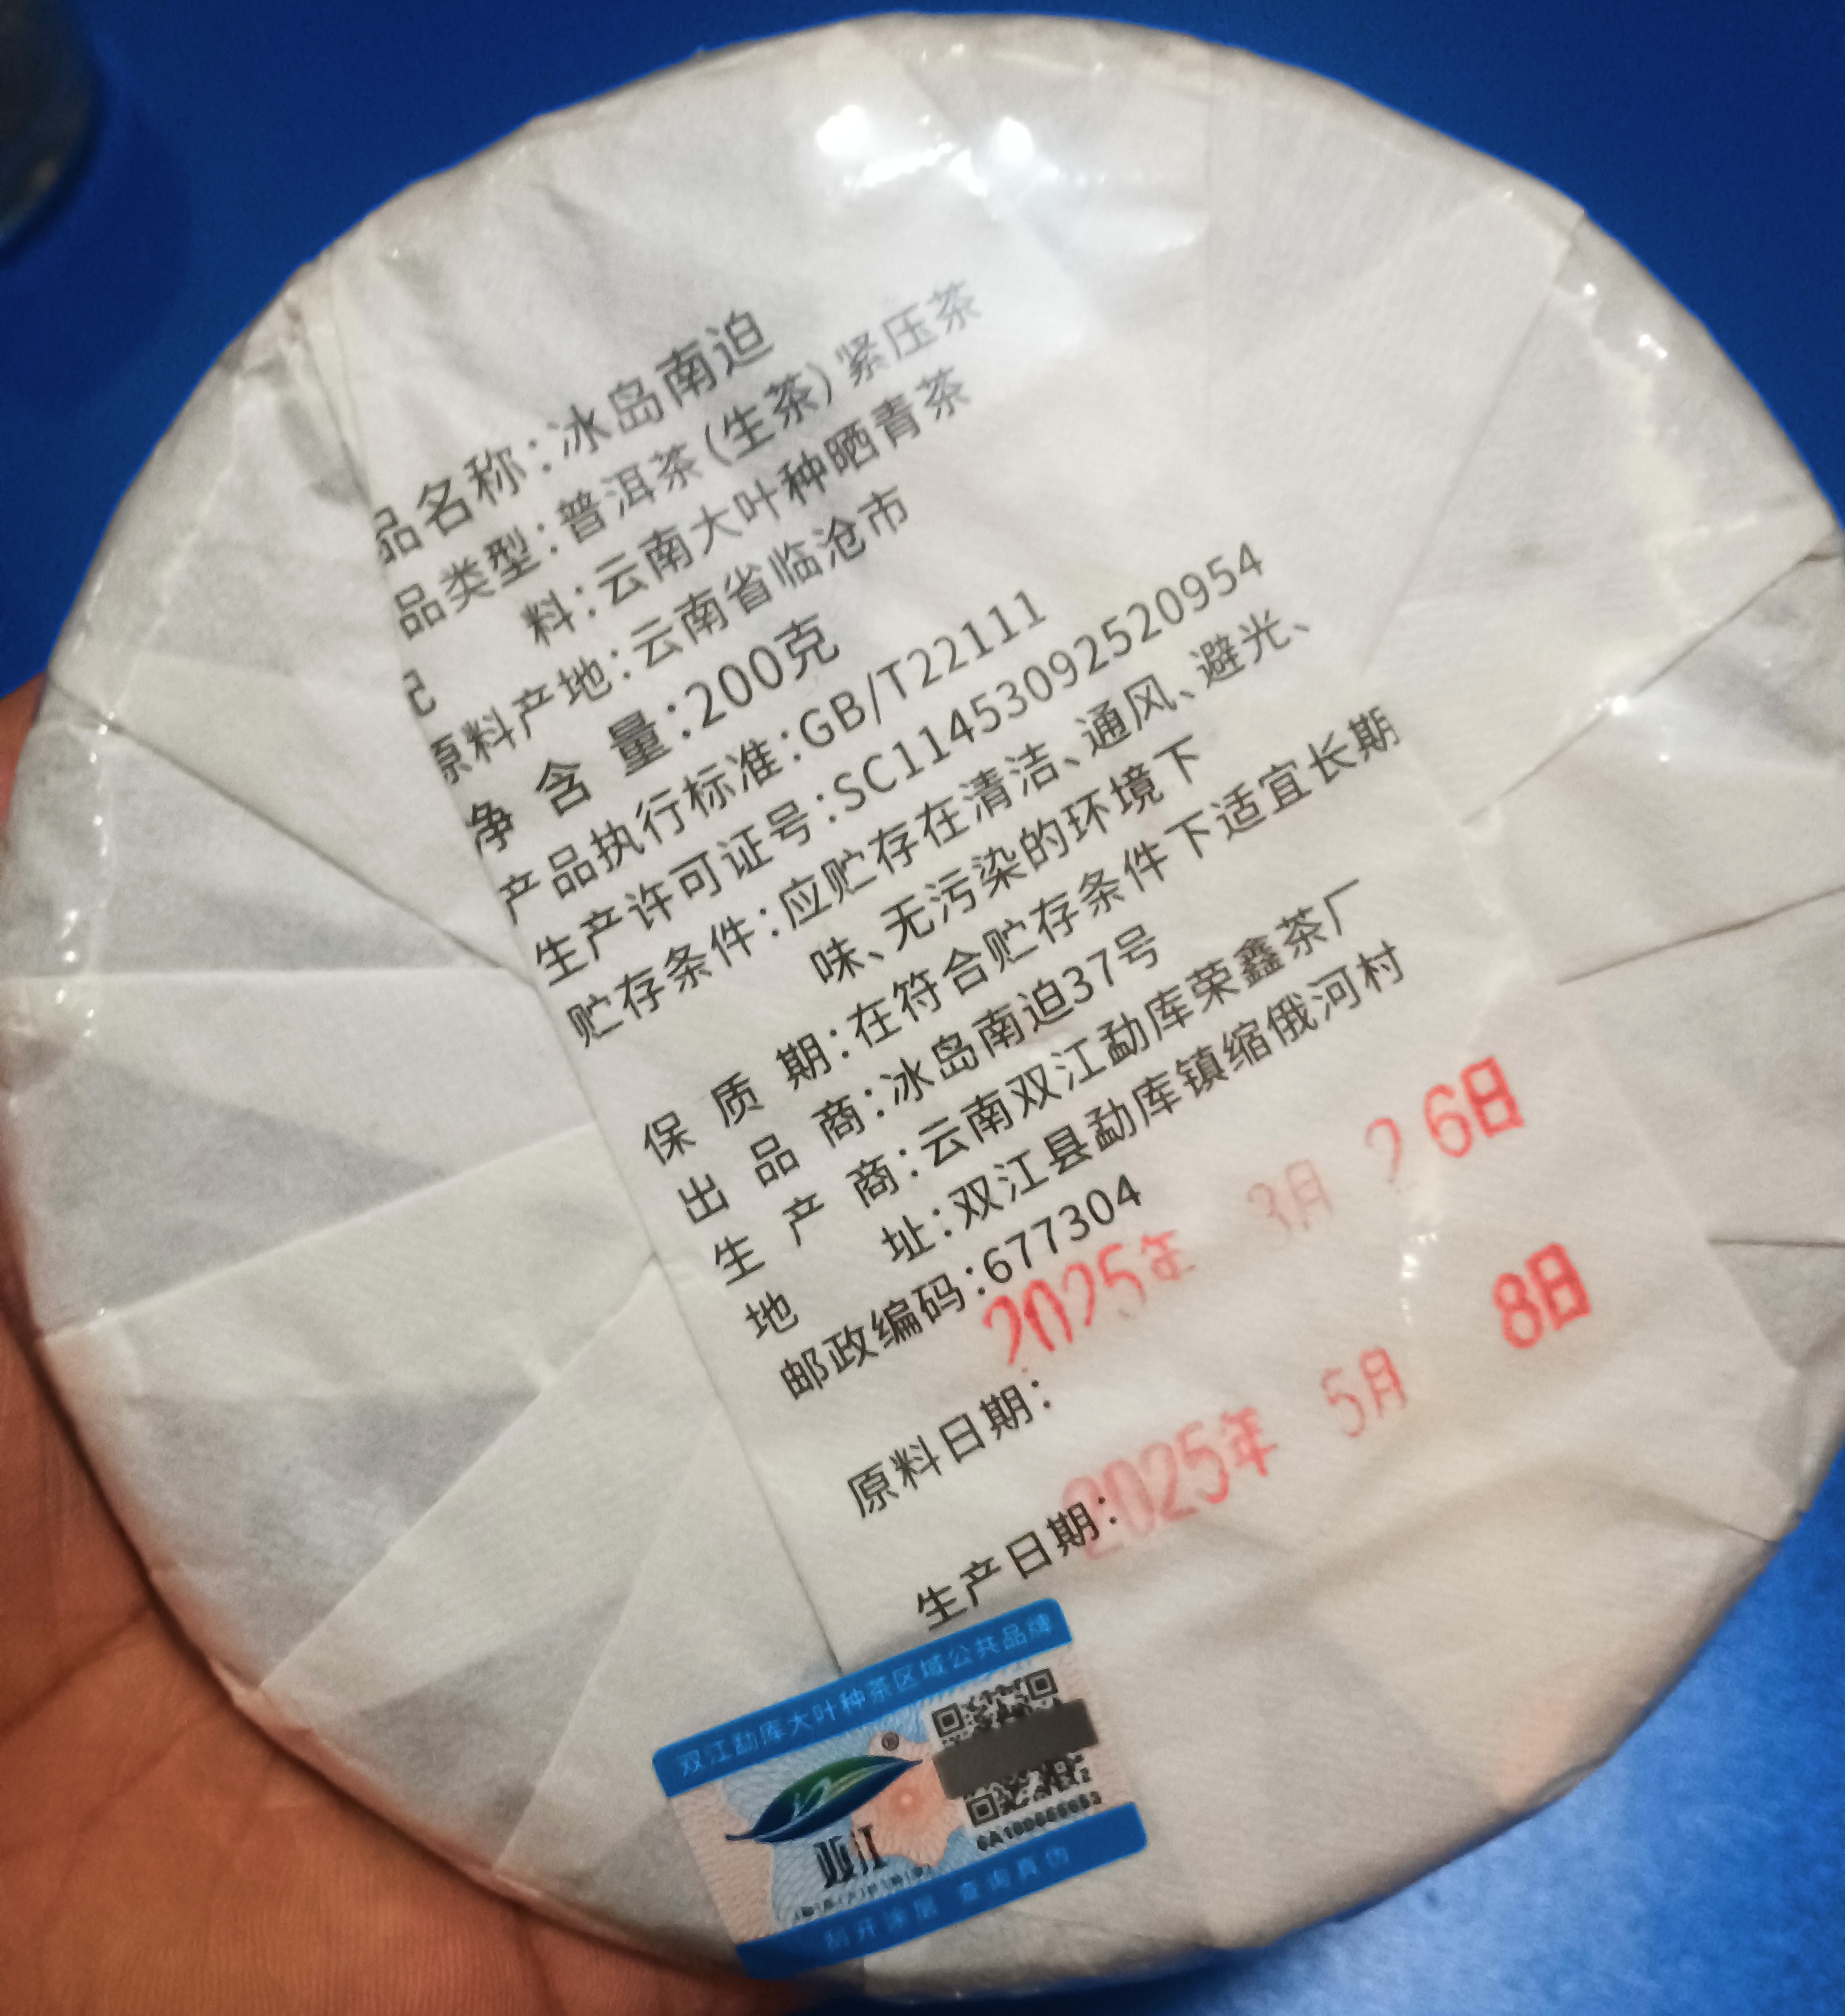 品名称:冰岛南迫
品类型:普洱茶(生茶)紧压茶
料:云南大叶种晒青茶
原料产地:云南省临沧市
净含量:200克
产品执行标准:GB/T22111
生产许可证号:SC11453092520954
贮存条件:应贮存在清洁、通风、避光、
味、无污染的环境下
保质期:在符合贮存条件下适宜长期
出品商:冰岛南迫37号
生产商:云南双江勐库荣鑫茶厂
地址:双江县勐库镇缩俄河村
邮政编码:677304
2025年 3月 26日
原料日期:
2025年 5月 8日
生产日期:
双江勐库大叶种茶区域公共品牌
®
双江
刮开涂层 查询真伪